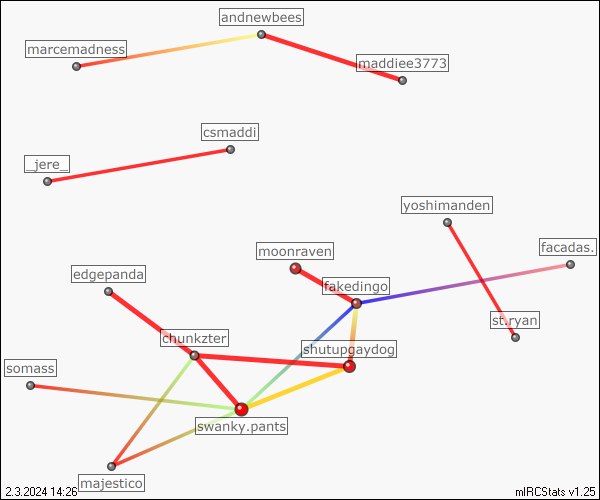 andnewbees
marcemadness
maddiee3773
csmaddi
_jere_
yoshimanden
facadas.
moonraven
edgepanda
fakedingo
st.ryan
chunkzter
shutupgaydog
somass
swanky.pants
majestico
2.3.2024 14:26
mIRCStats v1.25